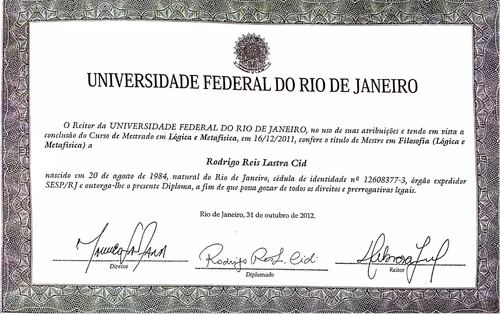 UNIVERSIDADE FEDERAL DO RIO DE JANEIRO
O Reitor da UNIVERSIDADE FEDERAL DO RIO DE JANEIRO, no uso de suas atribuições e tendo em vista a
conclusão do Curso de Mestrado em Lógica e Metafísica, em 16/12/2011, confere o título de Mestre em Filosofia (Lógica e
Metafísica) a
Rodrigo Reis Lastra Cid
nascido em 20 de agosto de 1984, natural do Rio de Janeiro, cédula de identidade nº 12608377-3, órgão expedidor
SESP/RJ e outorga-lhe o presente Diploma, a fim de que possa gozar de todos os direitos e prerrogativas legais.
Rio de Janeiro, 31 de outubro de 2012.
Rodrigo R. L. Cid
Diretor
Diplomado
Reitor